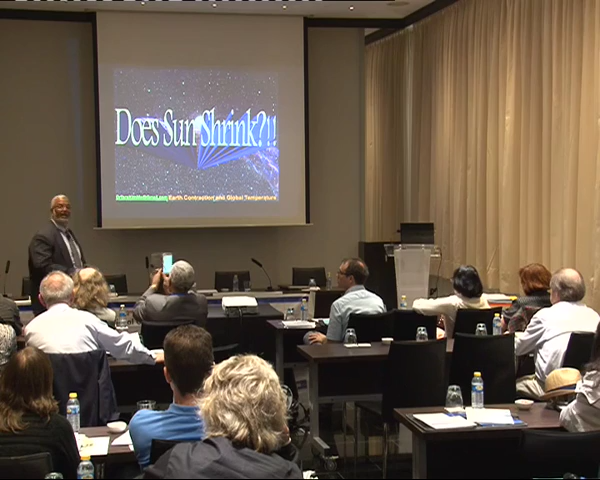 Does Sun Shrink?!!
Earth Contraction and Global Temperature